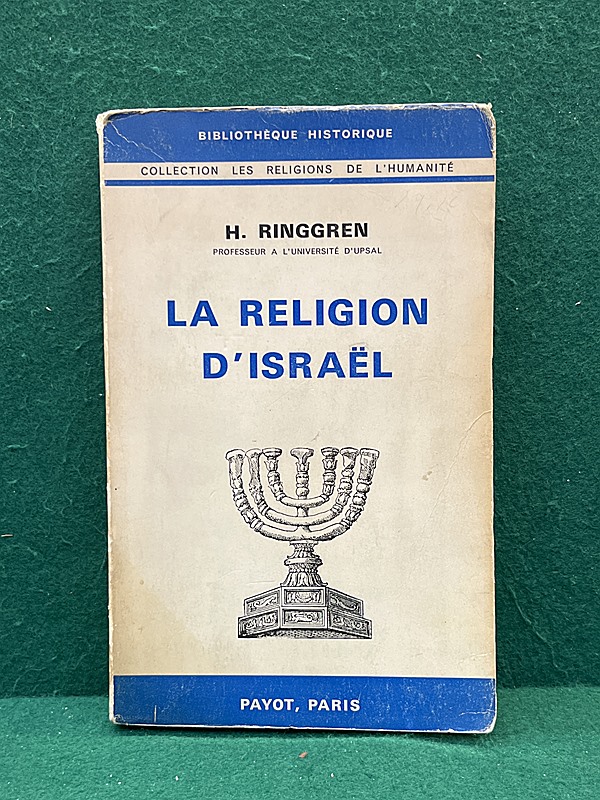 BIBLIOTHÈQUE HISTORIQUE
COLLECTION LES RELIGIONS DE L'HUMANITÉ
H. RINGGREN
PROFESSEUR A L'UNIVERSITÉ D'UPSAL
LA RELIGION
D'ISRAËL
PAYOT, PARIS